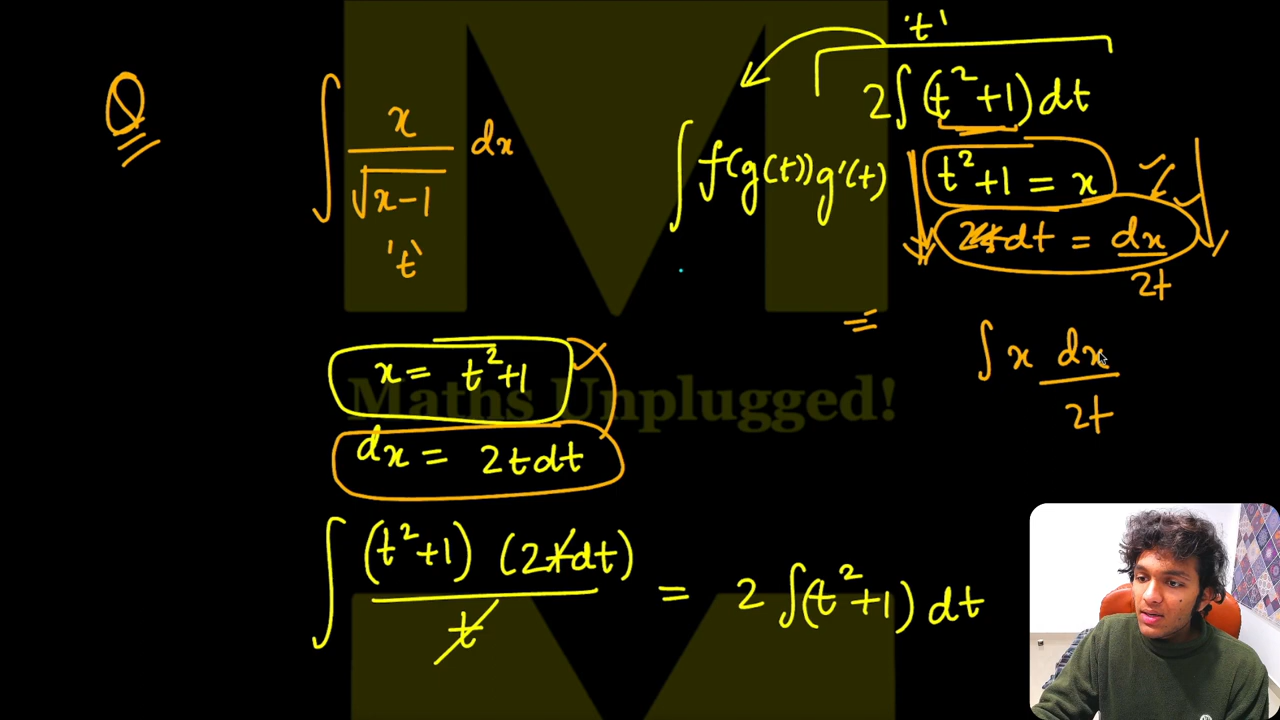 Q
∫ x / √(x-1) dx
't'
x = t²+1
dx = 2t dt
∫ (t²+1) (2t dt) / t = 2 ∫(t²+1) dt
't'
2∫(t²+1) dt
∫ f(g(t)) g'(t)
t²+1 = x
2t dt = dx / 2t
= ∫ x dx / 2t
Maths Unplugged!